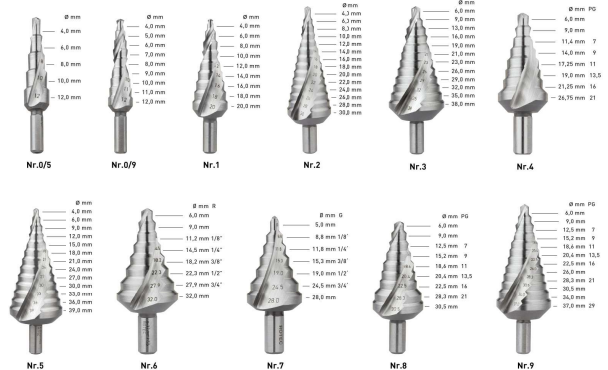 Ø mm
4,0 mm
6,0 mm
8,0 mm
10,0 mm
12,0 mm
Nr.0/5
Ø mm
4,0 mm
5,0 mm
6,0 mm
7,0 mm
8,0 mm
9,0 mm
10,0 mm
11,0 mm
12,0 mm
Nr.0/9
Ø mm
4,0 mm
6,0 mm
8,0 mm
10,0 mm
12,0 mm
14,0 mm
16,0 mm
18,0 mm
20,0 mm
Nr.1
Ø mm
4,3 mm
6,3 mm
8,3 mm
10,0 mm
12,0 mm
14,0 mm
16,0 mm
18,0 mm
20,0 mm
22,0 mm
24,0 mm
26,0 mm
28,0 mm
30,0 mm
Nr.2
Ø mm
6,0 mm
9,0 mm
13,0 mm
16,0 mm
19,0 mm
21,0 mm
23,0 mm
26,0 mm
29,0 mm
32,0 mm
35,0 mm
38,0 mm
Nr.3
Ø mm PG
6,0 mm
9,0 mm
11,4 mm 7
14,0 mm 9
17,25 mm 11
19,0 mm 13,5
21,25 mm 16
26,75 mm 21
Nr.4
Ø mm
4,0 mm
6,0 mm
9,0 mm
12,0 mm
15,0 mm
18,0 mm
21,0 mm
24,0 mm
27,0 mm
30,0 mm
33,0 mm
36,0 mm
39,0 mm
Nr.5
Ø mm R
6,0 mm
9,0 mm
11,2 mm 1/8"
14,5 mm 1/4"
18,2 mm 3/8"
22,3 mm 1/2"
27,9 mm 3/4"
32,0 mm
22.3
27.9
32.0
Nr.6
Ø mm G
5,0 mm
8,8 mm 1/8´
11,8 mm 1/4´
15,3 mm 3/8´
19,0 mm 1/2´
24,5 mm 3/4´
28,0 mm
19.0
24.5
28.0
Nr.7
Ø mm PG
6,0 mm
9,0 mm
12,5 mm 7
15,2 mm 9
18,6 mm 11
20,4 mm 13,5
22,5 mm 16
28,3 mm 21
30,5 mm
Nr.8
Ø mm PG
6,0 mm
9,0 mm
12,5 mm 7
15,2 mm 9
18,6 mm 11
20,4 mm 13,5
22,5 mm 16
26,0 mm
28,3 mm 21
30,5 mm
34,0 mm
37,0 mm 29
Nr.9